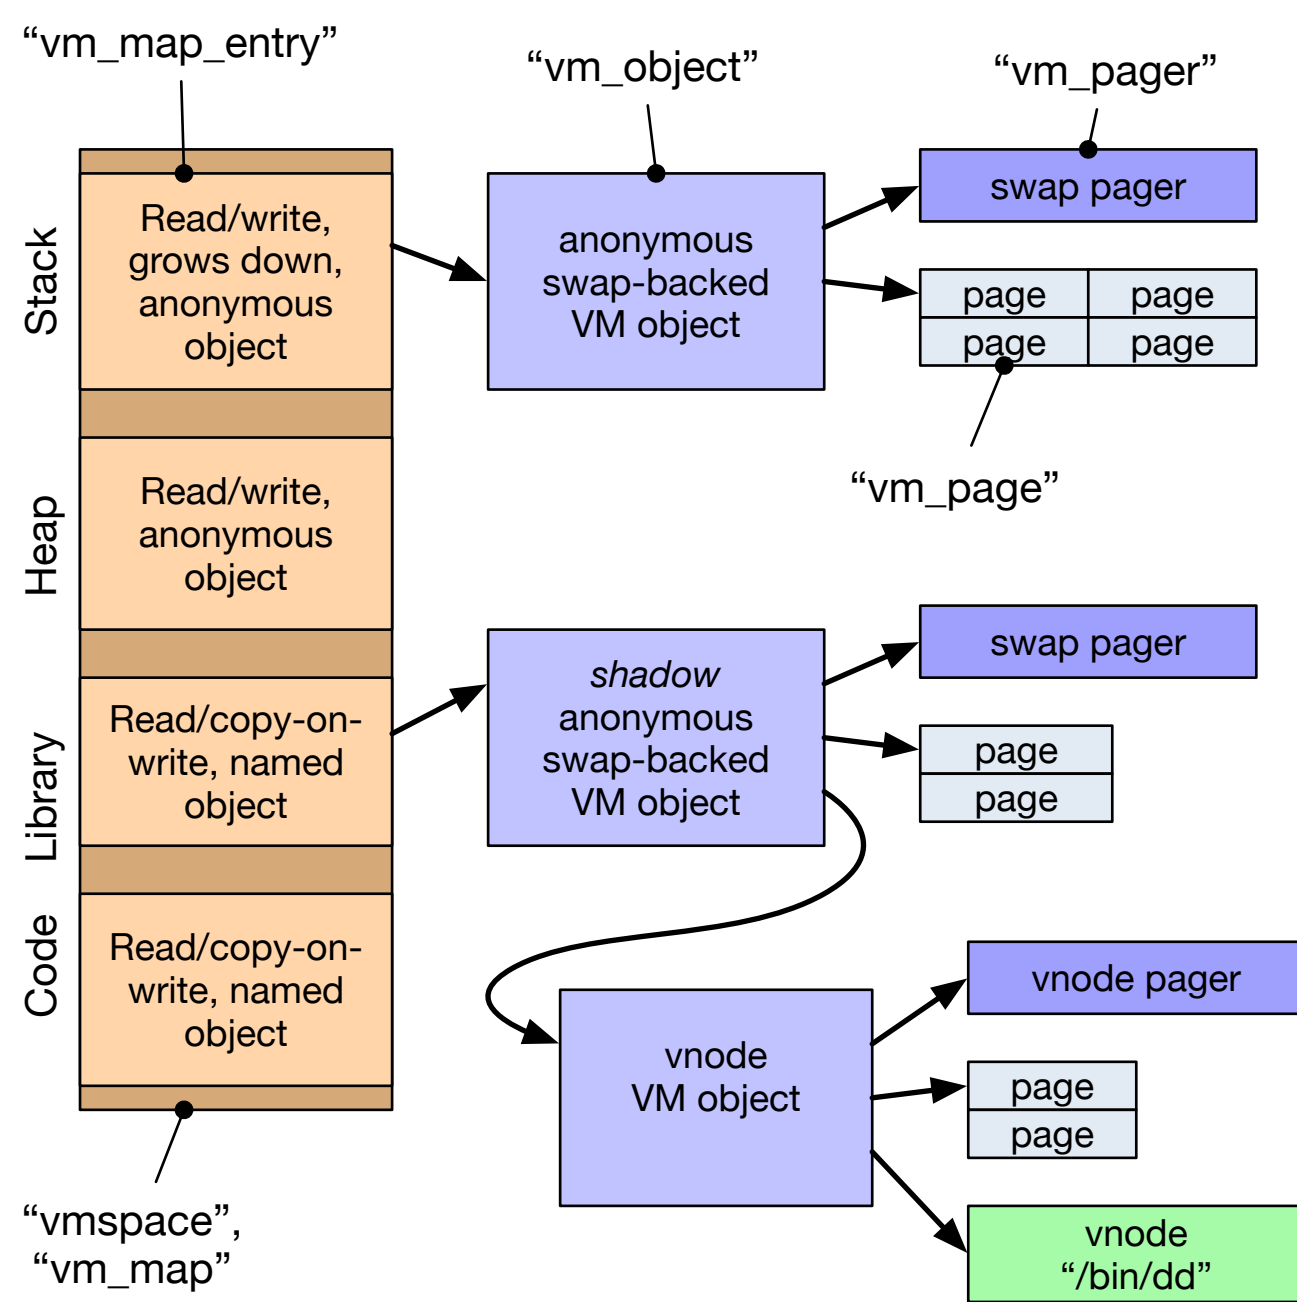 “vm_map_entry”
“vm_object”
“vm_pager”
Stack
Read/write,
grows down,
anonymous
object
anonymous
swap-backed
VM object
swap pager
page page
page page
“vm_page”
Heap
Read/write,
anonymous
object
Library
Read/copy-on-
write, named
object
shadow
anonymous
swap-backed
VM object
swap pager
page
page
Code
Read/copy-on-
write, named
object
vnode
VM object
vnode pager
page
page
vnode
“/bin/dd”
“vmspace”,
“vm_map”